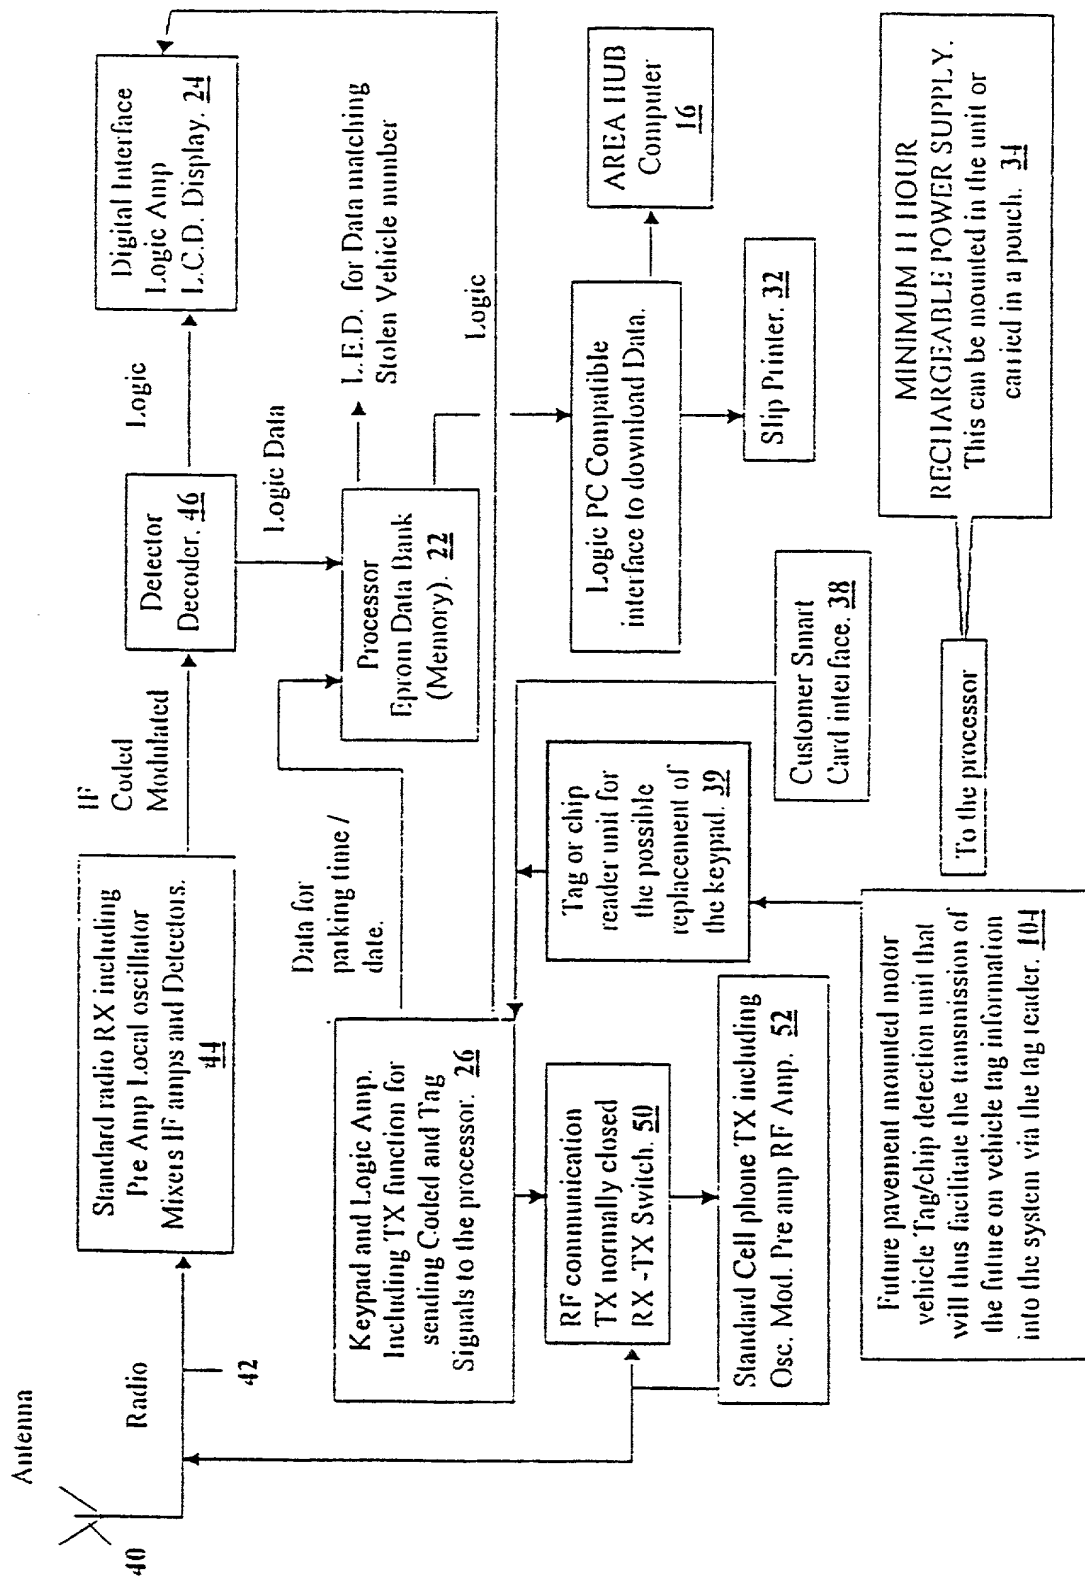 Antenna
40
Radio
42
Standard radio RX including
Pre Amp Local oscillator
Mixers IF amps and Detectors.
44
IF
Coded
Modulated
Detector
Decoder. 46
Logic
Digital Interface
Logic Amp
L.C.D. Display. 24
Logic Data
Data for
parking time /
date.
Keypad and Logic Amp.
Including TX function for
sending Coded and Tag
Signals to the processor. 26
Processor
Eprom Data Bank
(Memory). 22
L.E.D. for Data matching
Stolen Vehicle number
Logic
RF communication
TX normally closed
RX -TX Switch. 50
Tag or chip
reader unit for
the possible
replacement of
the keypad. 39
Logic PC Compatible
interface to download Data.
AREA HUB
Computer
16
Standard Cell phone TX including
Osc. Mod. Pre amp RF Amp. 52
Customer Smart
Card interface. 38
Slip Printer. 32
Future pavement mounted motor
vehicle Tag/chip detection unit that
will thus facilitate the transmission of
the future on vehicle tag information
into the system via the tag reader. 104
To the processor
MINIMUM 11 HOUR
RECHARGEABLE POWER SUPPLY.
This can be mounted in the unit or
carried in a pouch. 34